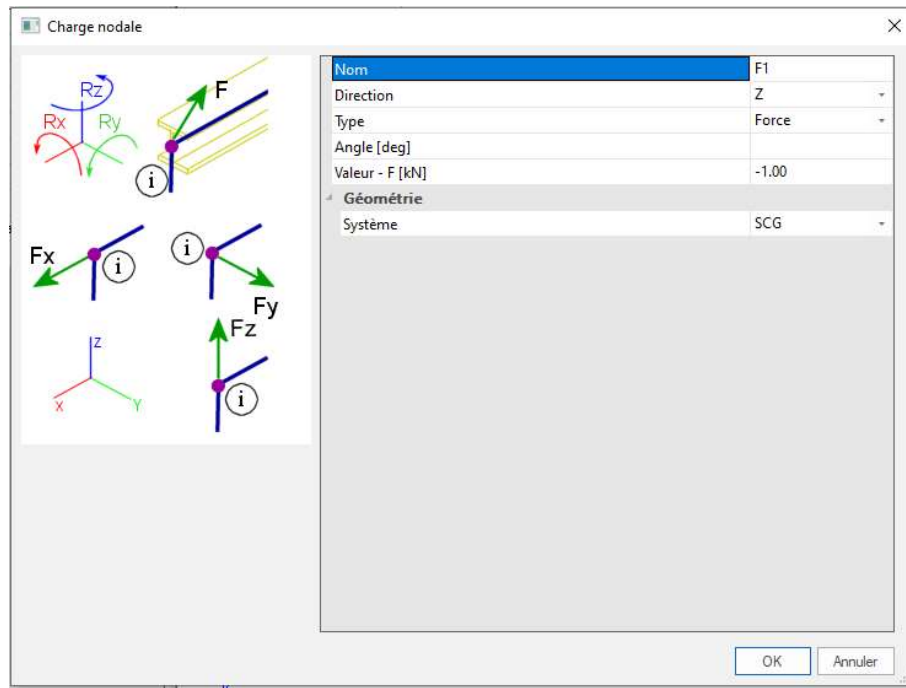 Charge nodale
Rz
Rx
Ry
F
i
Fx
i
i
Fy
Fz
i
Z
X
Y
Nom F1
Direction Z
Type Force
Angle [deg]
Valeur - F [kN] -1.00
Géométrie
Système SCG
OK Annuler